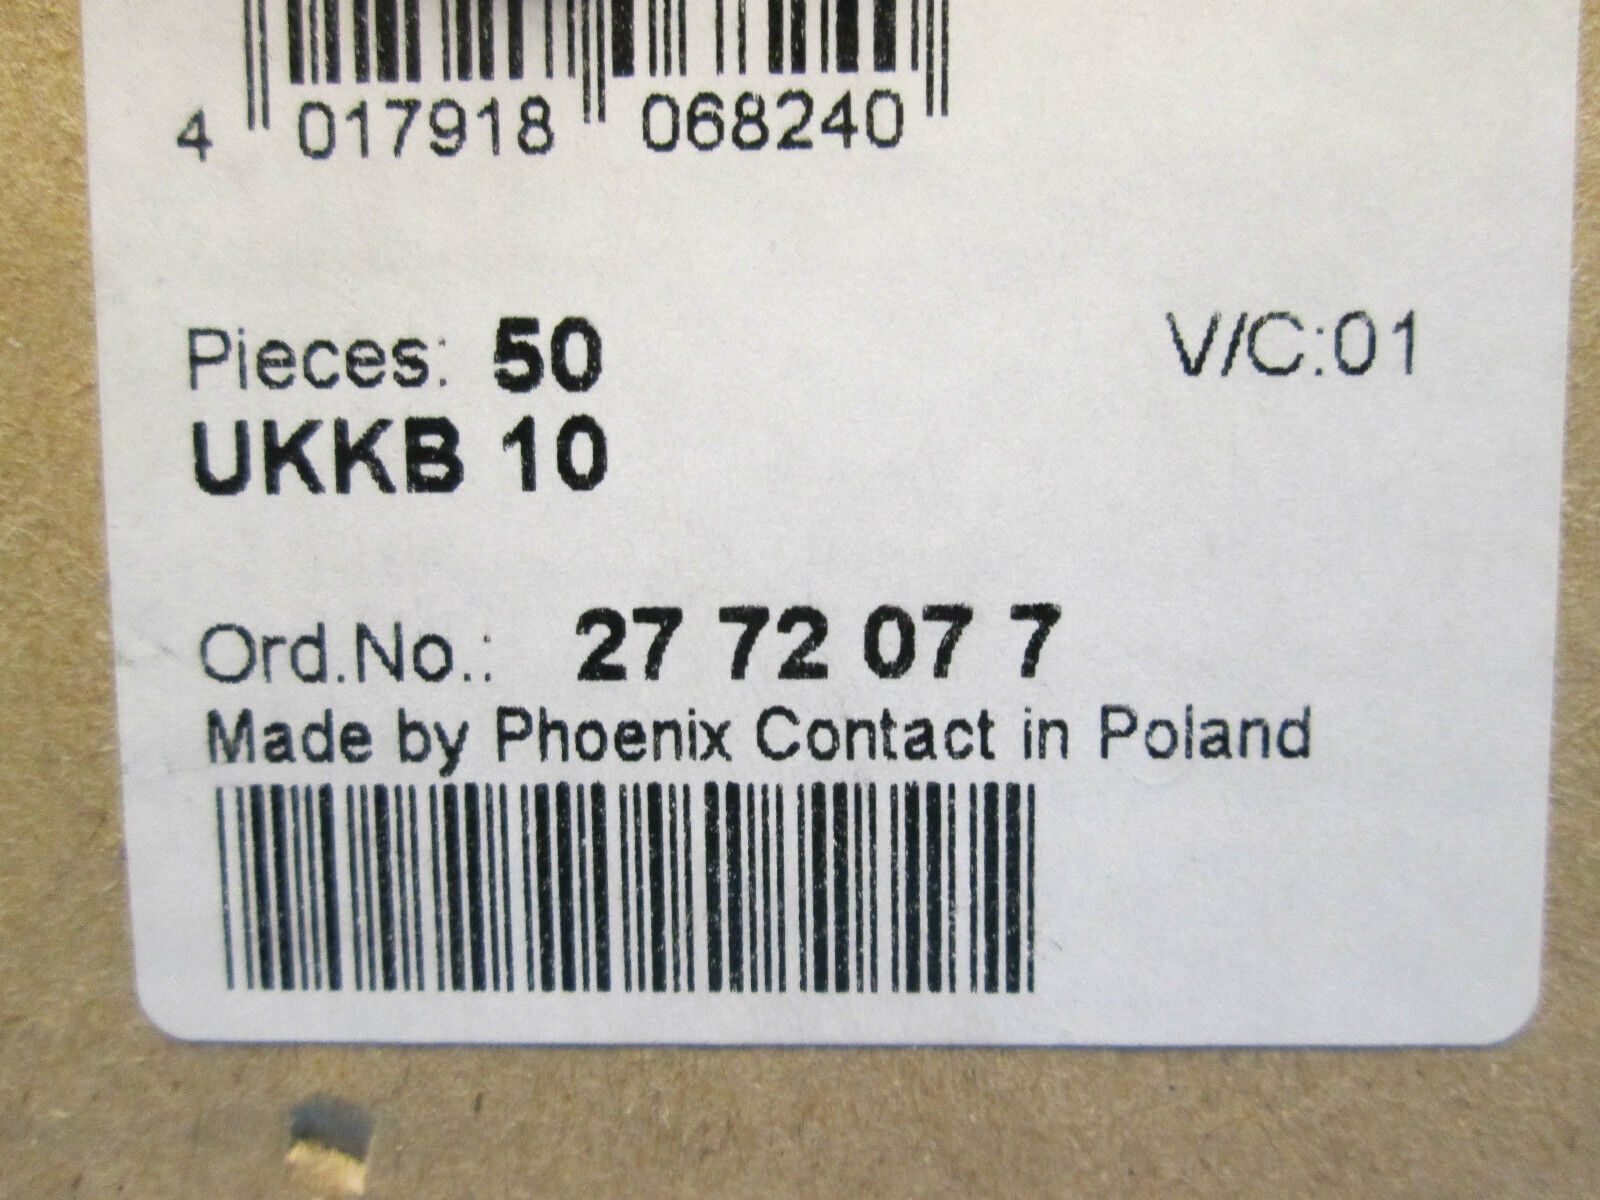 4 017918 068240
Pieces: 50 V/C:01
UKKB 10
Ord.No.: 27 72 07 7
Made by Phoenix Contact in Poland